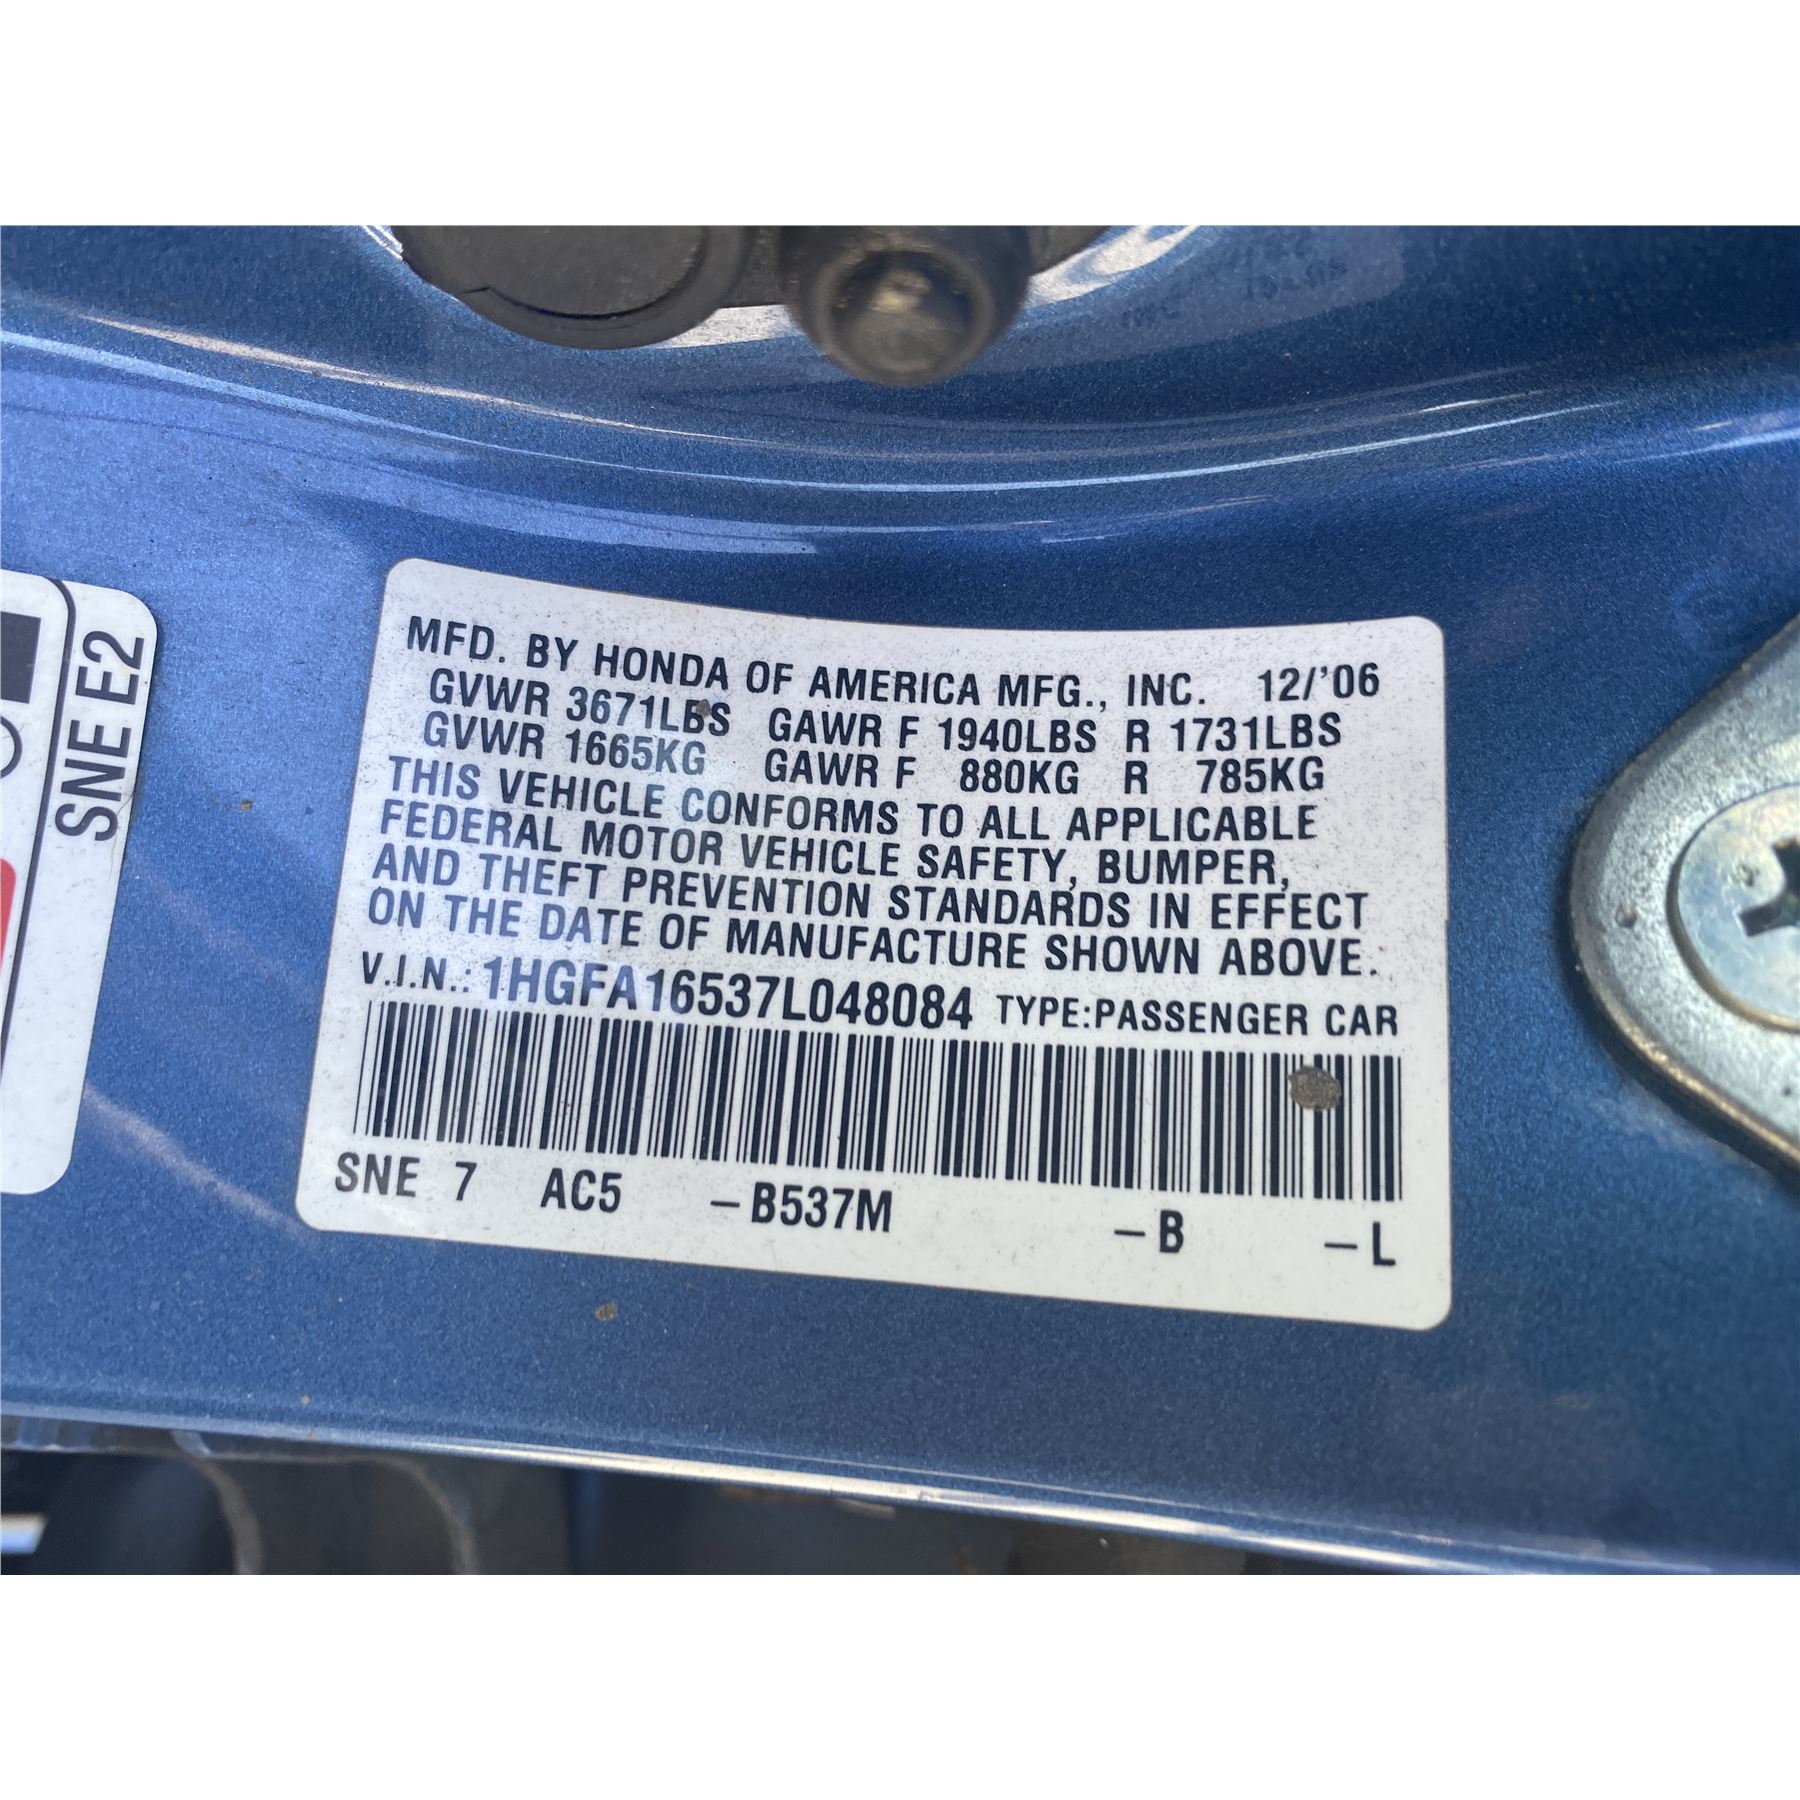 MFD. BY HONDA OF AMERICA MFG., INC. 12/'06
GVWR 3671LBS GAWR F 1940LBS R 1731LBS
GVWR 1665KG GAWR F 880KG R 785KG
THIS VEHICLE CONFORMS TO ALL APPLICABLE
FEDERAL MOTOR VEHICLE SAFETY, BUMPER,
AND THEFT PREVENTION STANDARDS IN EFFECT
ON THE DATE OF MANUFACTURE SHOWN ABOVE.
V.I.N.: 1HGFA16537L048084 TYPE:PASSENGER CAR
SNE 7 AC5 –B537M –B –L
SNE E2